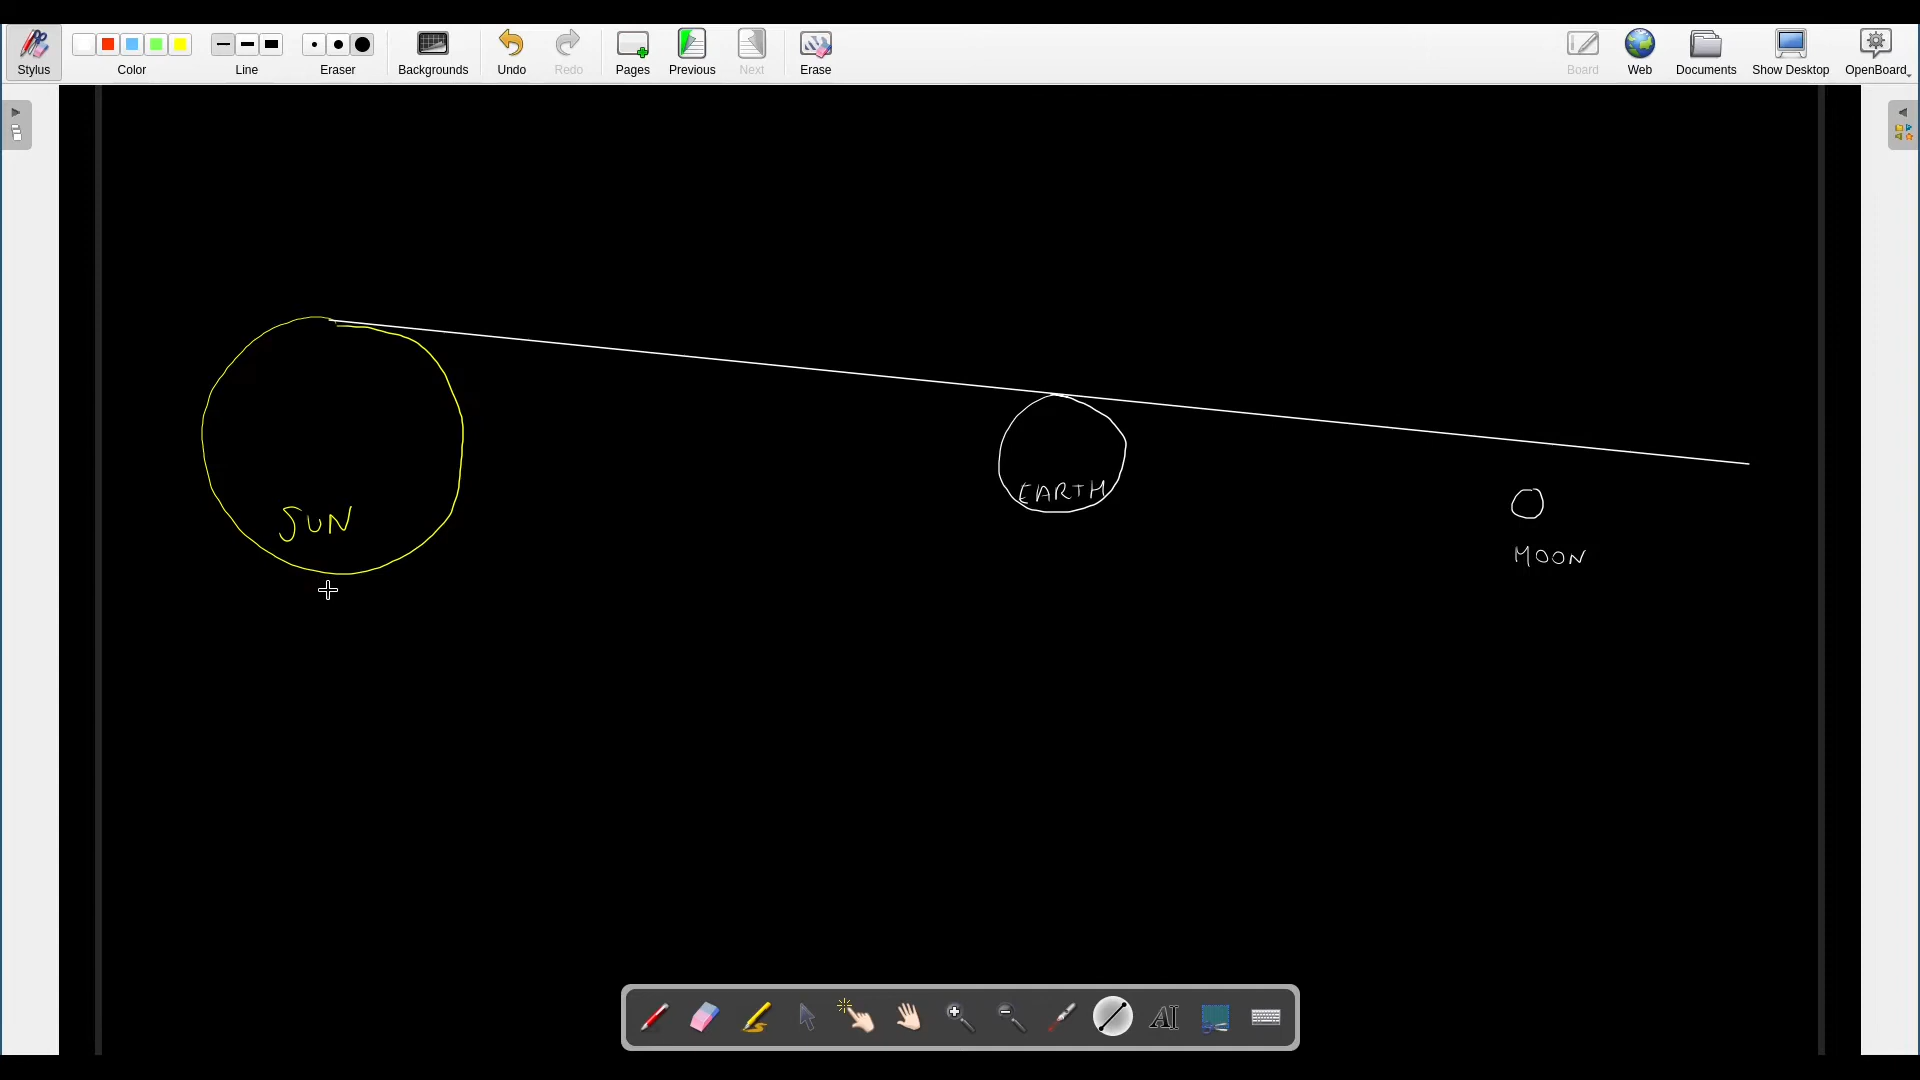 Stylus
Color
Line
Eraser
Backgrounds
Undo
Redo
Pages
Previous
Next
Erase
Board
Web
Documents
Show Desktop
OpenBoard
SUN
EARTH
MOON
AI